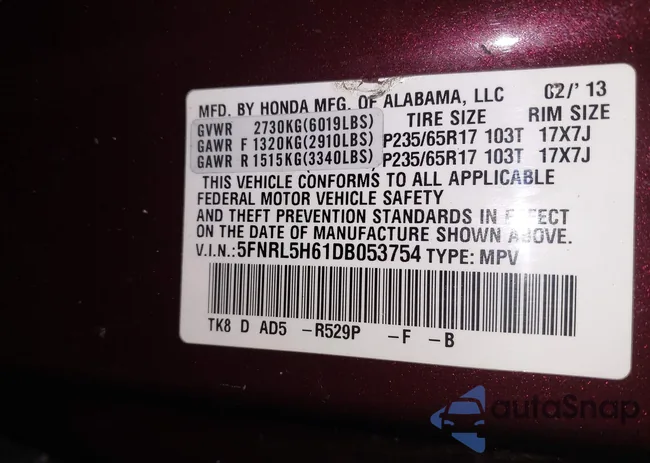 MFD. BY HONDA MFG. OF ALABAMA, LLC 02/'13
TIRE SIZE RIM SIZE
GVWR 2730KG(6019LBS)
GAWR F 1320KG(2910LBS) P235/65R17 103T 17X7J
GAWR R 1515KG(3340LBS) P235/65R17 103T 17X7J
THIS VEHICLE CONFORMS TO ALL APPLICABLE
FEDERAL MOTOR VEHICLE SAFETY
AND THEFT PREVENTION STANDARDS IN EFFECT
ON THE DATE OF MANUFACTURE SHOWN ABOVE.
V.I.N.: 5FNRL5H61DB053754 TYPE: MPV
TK8 D AD5 -R529P -F -B
autoSnap